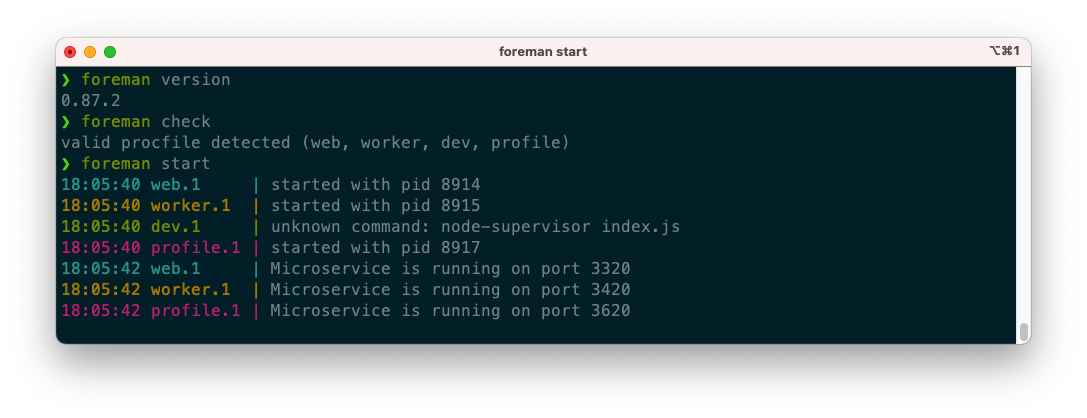 foreman start
⌥⌘1
❯ foreman version
0.87.2
❯ foreman check
valid procfile detected (web, worker, dev, profile)
❯ foreman start
18:05:40 web.1     | started with pid 8914
18:05:40 worker.1  | started with pid 8915
18:05:40 dev.1     | unknown command: node-supervisor index.js
18:05:40 profile.1 | started with pid 8917
18:05:42 web.1     | Microservice is running on port 3320
18:05:42 worker.1  | Microservice is running on port 3420
18:05:42 profile.1 | Microservice is running on port 3620